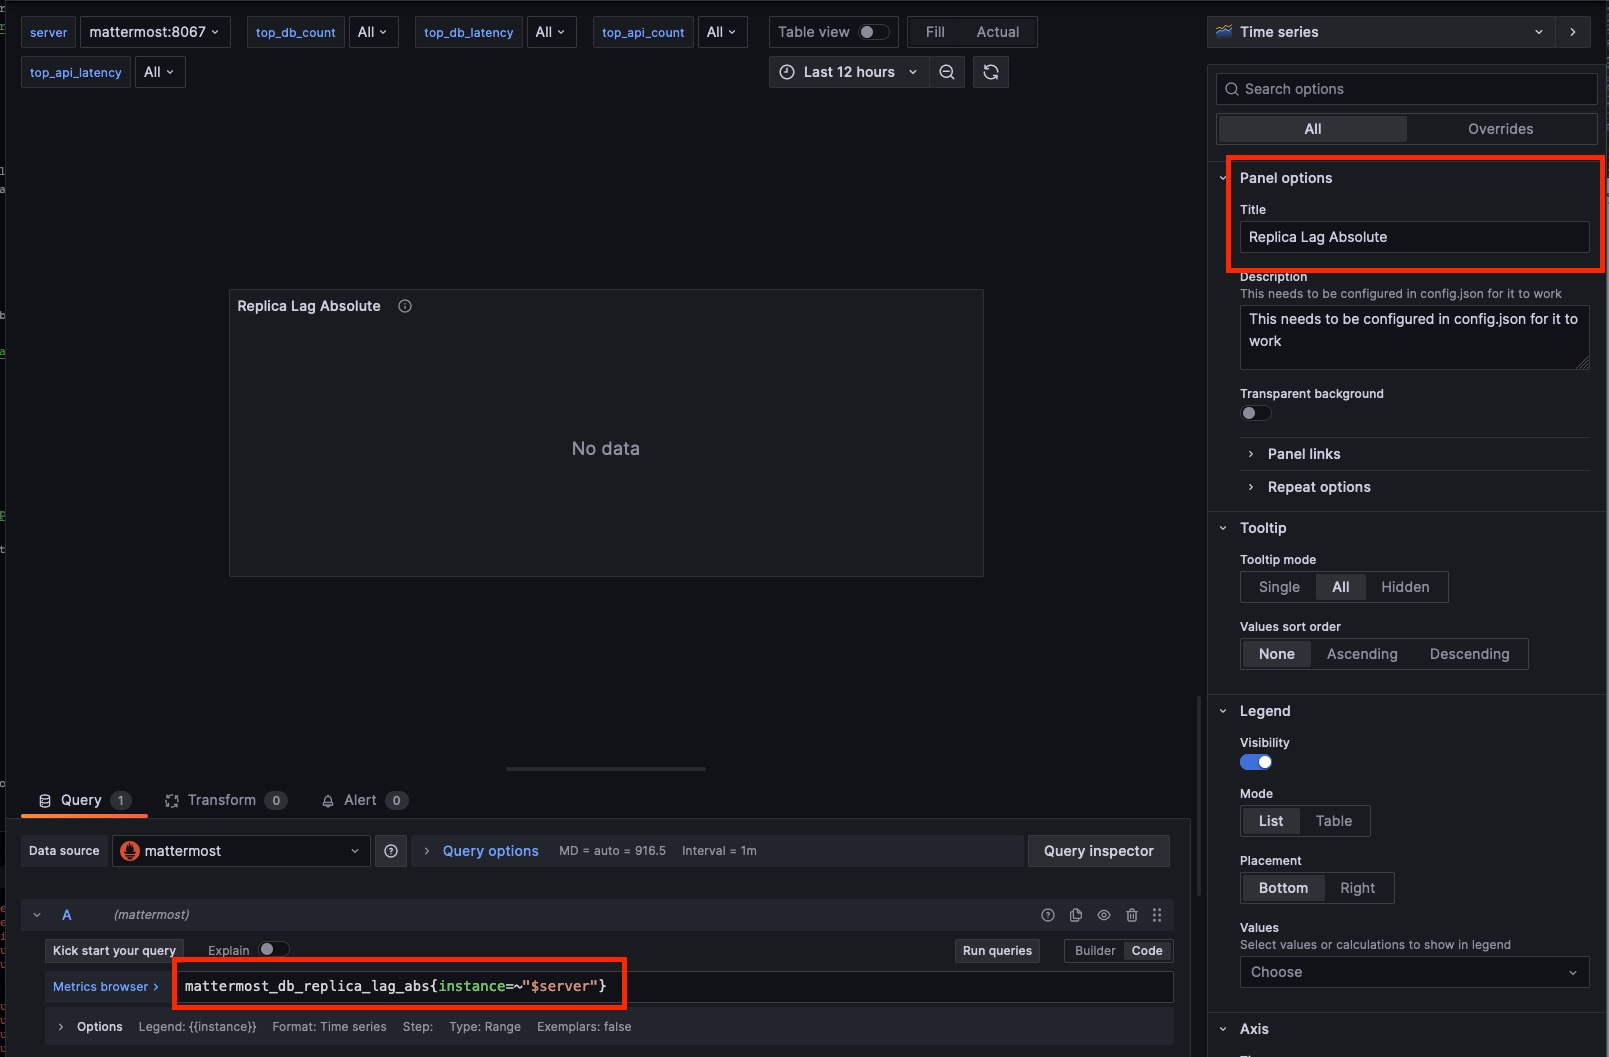 server mattermost:8067 top_db_count All top_db_latency All top_api_count All Table view Fill Actual
top_api_latency All Last 12 hours
Replica Lag Absolute
No data
Query 1 Transform 0 Alert 0
Data source mattermost Query options MD = auto = 916.5 Interval = 1m Query inspector
A (mattermost)
Kick start your query Explain Run queries Builder Code
Metrics browser > mattermost_db_replica_lag_abs{instance=~"$server"}
Options Legend: {{instance}} Format: Time series Step: Type: Range Exemplars: false
Time series
Search options
All Overrides
Panel options
Title
Replica Lag Absolute
Description
This needs to be configured in config.json for it to work
This needs to be configured in config.json for it to
work
Transparent background
Panel links
Repeat options
Tooltip
Tooltip mode
Single All Hidden
Values sort order
None Ascending Descending
Legend
Visibility
Mode
List Table
Placement
Bottom Right
Values
Select values or calculations to show in legend
Choose
Axis